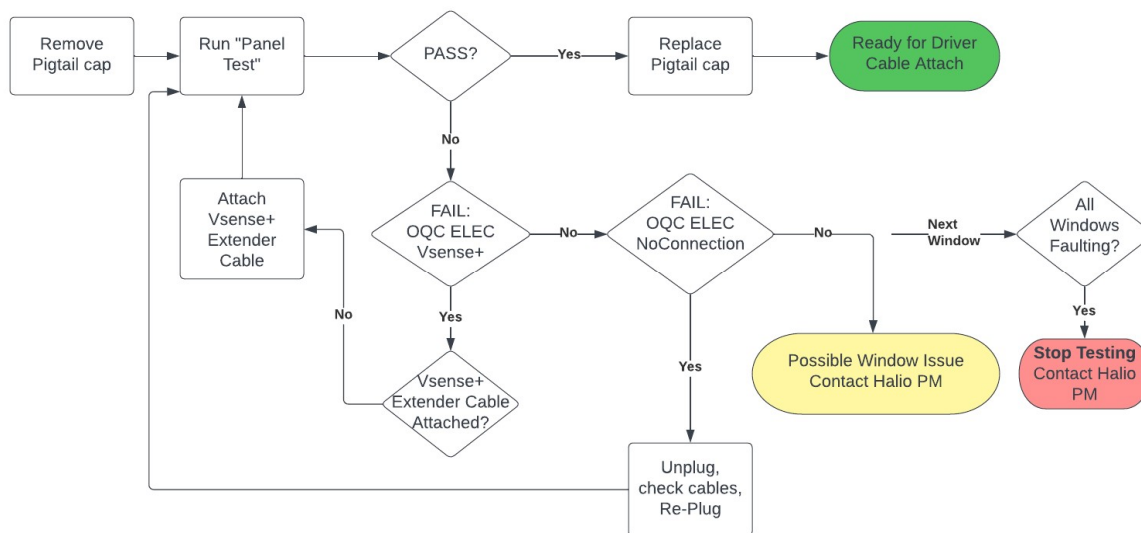 Remove
Pigtail cap
Run "Panel
Test"
PASS?
Yes
Replace
Pigtail cap
Ready for Driver
Cable Attach
No
Attach
Vsense+
Extender
Cable
FAIL:
OQC ELEC
Vsense+
No
FAIL:
OQC ELEC
NoConnection
No
Next
Window
All
Windows
Faulting?
No
Yes
Yes
Yes
Vsense+
Extender Cable
Attached?
Possible Window Issue
Contact Halio PM
Stop Testing
Contact Halio
PM
Unplug,
check cables,
Re-Plug